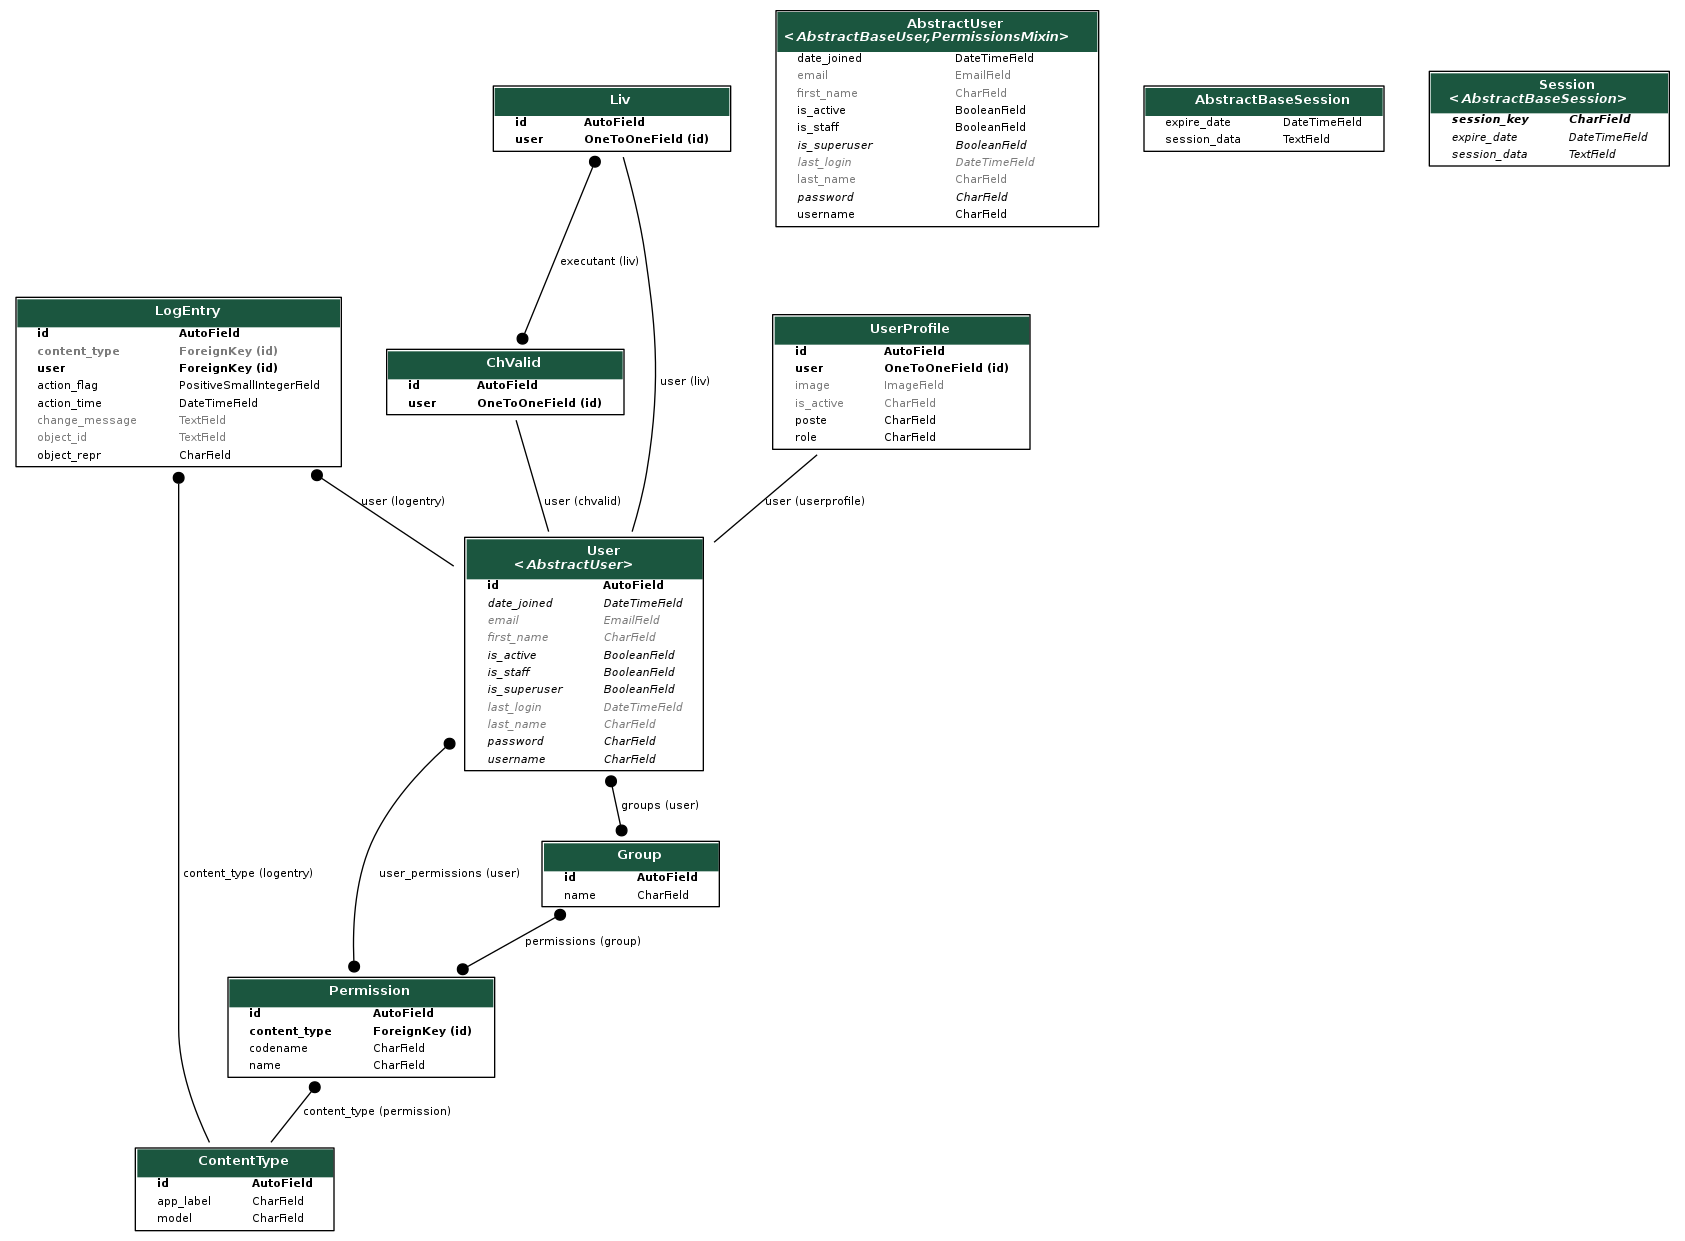 AbstractUser
<AbstractBaseUser,PermissionsMixin>
date_joined DateTimeField
email EmailField
first_name CharField
is_active BooleanField
is_staff BooleanField
is_superuser BooleanField
last_login DateTimeField
last_name CharField
password CharField
username CharField
Liv
id AutoField
user OneToOneField (id)
AbstractBaseSession
expire_date DateTimeField
session_data TextField
Session
<AbstractBaseSession>
session_key CharField
expire_date DateTimeField
session_data TextField
executant (liv)
LogEntry
id AutoField
content_type ForeignKey (id)
user ForeignKey (id)
action_flag PositiveSmallIntegerField
action_time DateTimeField
change_message TextField
object_id TextField
object_repr CharField
ChValid
id AutoField
user OneToOneField (id)
user (liv)
UserProfile
id AutoField
user OneToOneField (id)
image ImageField
is_active CharField
poste CharField
role CharField
user (logentry)
user (chvalid)
user (userprofile)
User
<AbstractUser>
id AutoField
date_joined DateTimeField
email EmailField
first_name CharField
is_active BooleanField
is_staff BooleanField
is_superuser BooleanField
last_login DateTimeField
last_name CharField
password CharField
username CharField
groups (user)
content_type (logentry)
user_permissions (user)
Group
id AutoField
name CharField
permissions (group)
Permission
id AutoField
content_type ForeignKey (id)
codename CharField
name CharField
content_type (permission)
ContentType
id AutoField
app_label CharField
model CharField